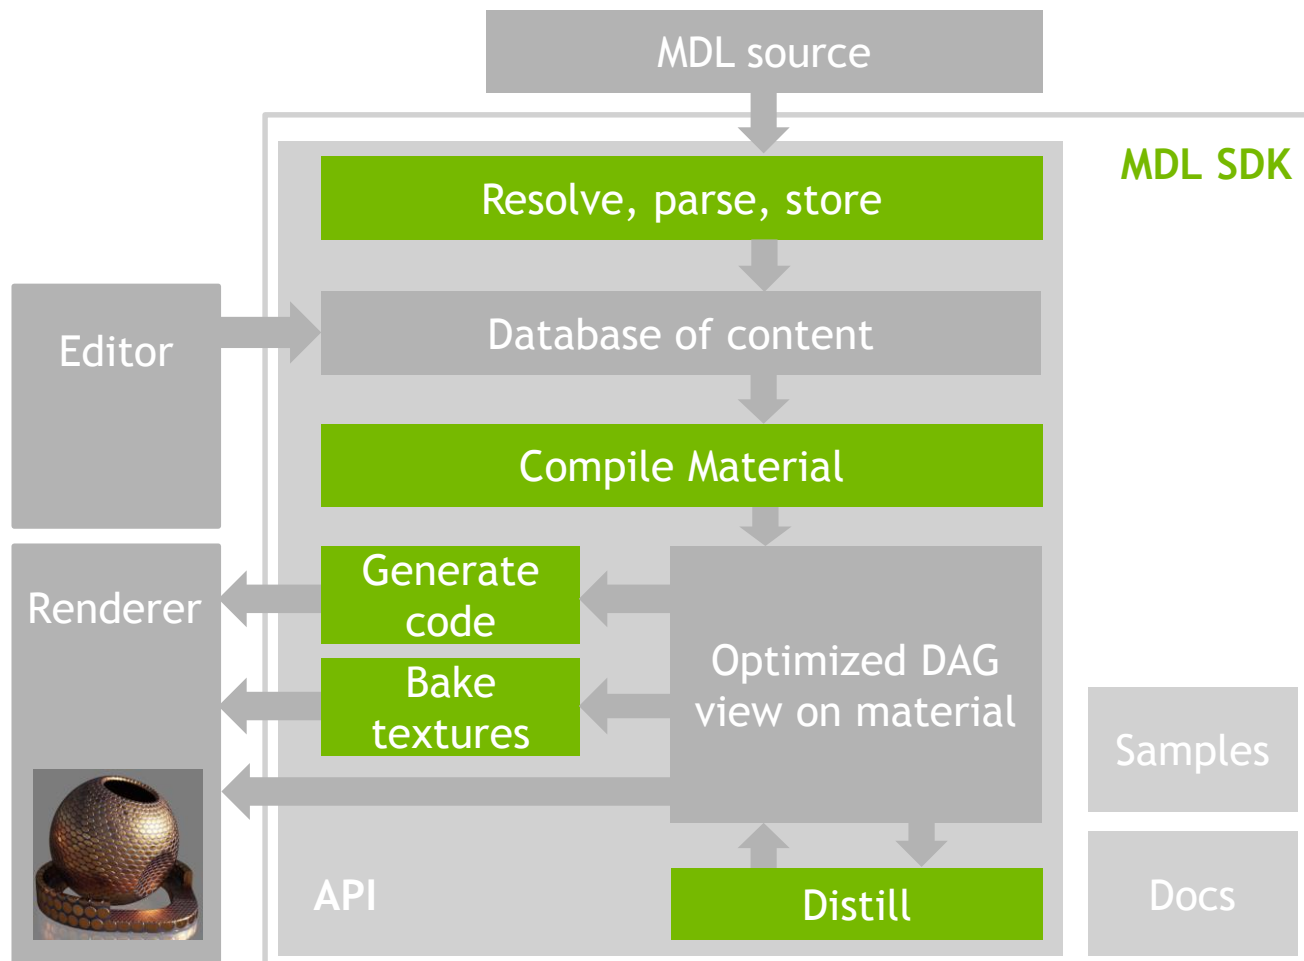 MDL source
MDL SDK
Resolve, parse, store
Editor
Database of content
Compile Material
Renderer
Generate
code
Bake
textures
Optimized DAG
view on material
Samples
API
Distill
Docs